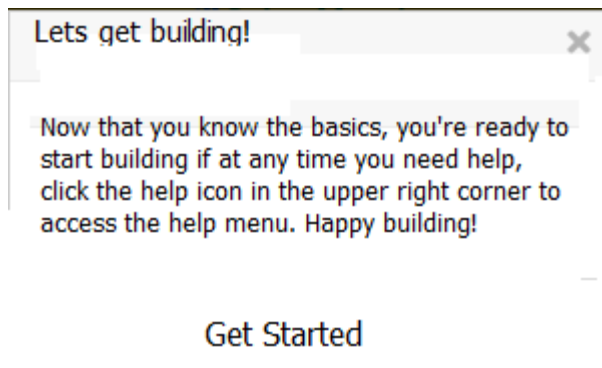 Lets get building!
Now that you know the basics, you're ready to
start building if at any time you need help,
click the help icon in the upper right corner to
access the help menu. Happy building!
Get Started